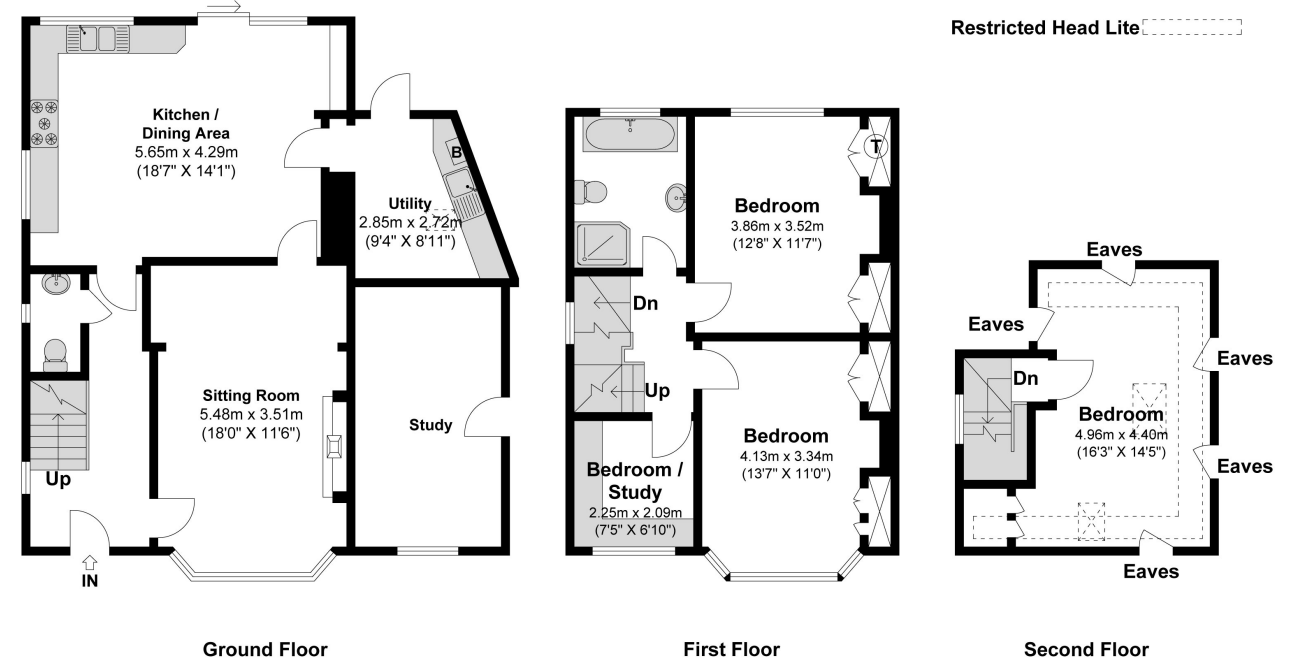 Restricted Head Lite
Kitchen /
Dining Area
5.65m x 4.29m
(18'7" X 14'1")
B
Utility
2.85m x 2.72m
(9'4" X 8'11")
Sitting Room
5.48m x 3.51m
(18'0" X 11'6")
Study
Up
IN
Ground Floor
T
Bedroom
3.86m x 3.52m
(12'8" X 11'7")
Dn
Up
Bedroom
4.13m x 3.34m
(13'7" X 11'0")
Bedroom /
Study
2.25m x 2.09m
(7'5" X 6'10")
First Floor
Eaves
Eaves
Eaves
Dn
Bedroom
4.96m x 4.40m
(16'3" X 14'5")
Eaves
Eaves
Second Floor